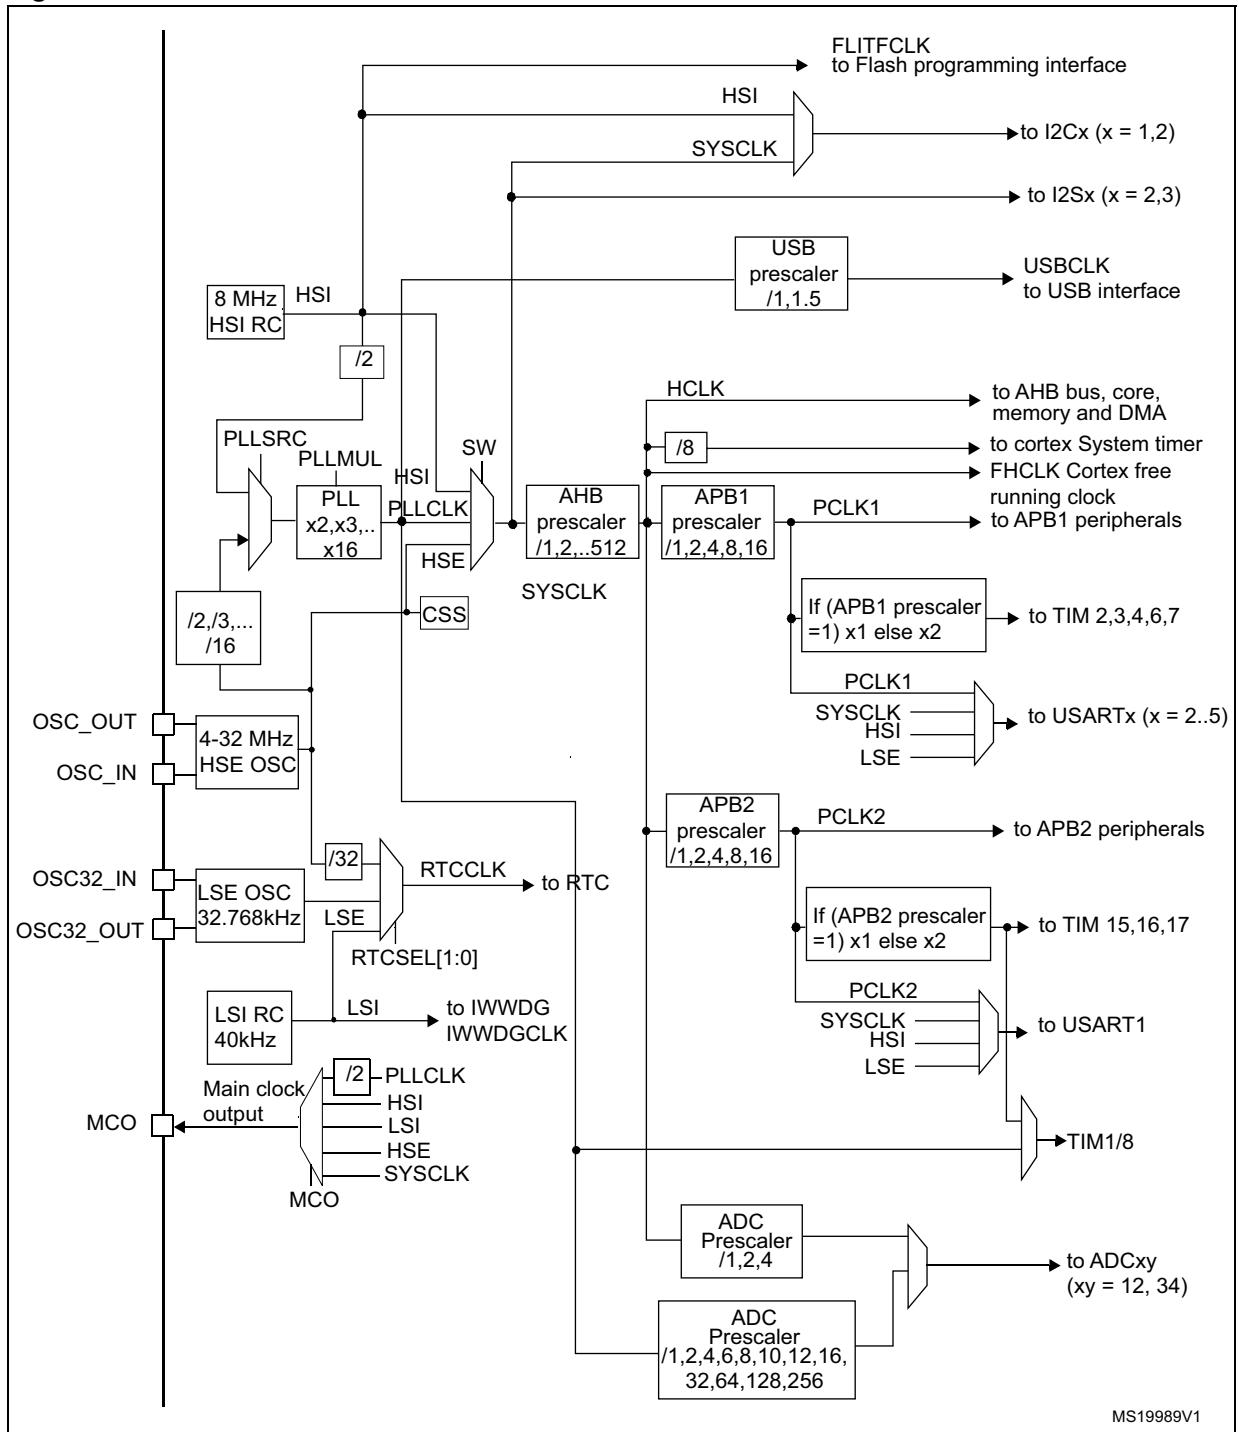 FLITFCLK
to Flash programming interface
HSI
to I2Cx (x = 1,2)
SYSCLK
to I2Sx (x = 2,3)
USB
prescaler
/1,1.5
USBCLK
to USB interface
8 MHz
HSI RC
HSI
/2
HCLK
to AHB bus, core,
memory and DMA
/8
to cortex System timer
FHCLK Cortex free
running clock
PLLSRC
PLLMUL
PLL
x2,x3,..
x16
HSI
PLLCLK
HSE
SW
AHB
prescaler
/1,2,..512
SYSCLK
APB1
prescaler
/1,2,4,8,16
PCLK1
to APB1 peripherals
CSS
/2,/3,...
/16
If (APB1 prescaler
=1) x1 else x2
to TIM 2,3,4,6,7
PCLK1
SYSCLK
HSI
LSE
to USARTx (x = 2..5)
OSC_OUT
OSC_IN
4-32 MHz
HSE OSC
APB2
prescaler
/1,2,4,8,16
PCLK2
to APB2 peripherals
/32
OSC32_IN
OSC32_OUT
LSE OSC
32.768kHz
LSE
RTCCLK
to RTC
RTCSEL[1:0]
If (APB2 prescaler
=1) x1 else x2
to TIM 15,16,17
LSI RC
40kHz
LSI
to IWWDG
IWWDGCLK
PCLK2
SYSCLK
HSI
LSE
to USART1
MCO
Main clock
output
/2
PLLCLK
HSI
LSI
HSE
SYSCLK
MCO
TIM1/8
ADC
Prescaler
/1,2,4
to ADCxy
(xy = 12, 34)
ADC
Prescaler
/1,2,4,6,8,10,12,16,
32,64,128,256
MS19989V1